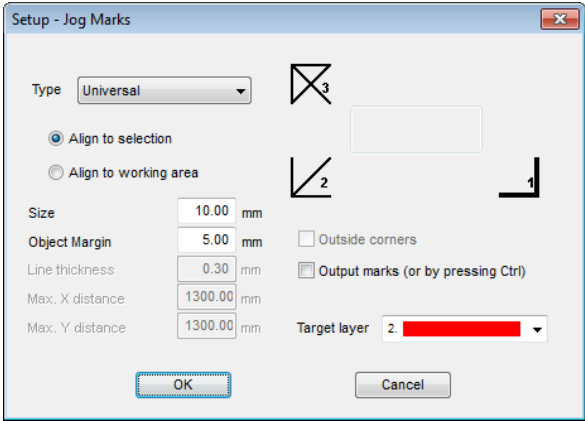 Setup - Jog Marks
Type Universal
3
Align to selection
Align to working area
2
1
Size 10.00 mm
Object Margin 5.00 mm
Outside corners
Line thickness 0.30 mm
Output marks (or by pressing Ctrl)
Max. X distance 1300.00 mm
Max. Y distance 1300.00 mm
Target layer 2.
OK Cancel